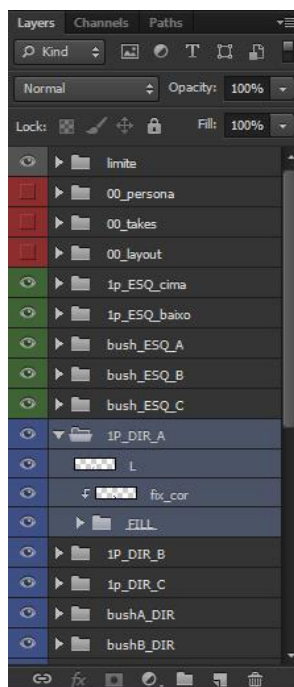 Layers Channels Paths
Kind T
Normal Opacity: 100%
Lock: Fill: 100%
limite
00_persona
00_takes
00_layout
1p_ESQ_cima
1p_ESQ_baixo
bush_ESQ_A
bush_ESQ_B
bush_ESQ_C
1P_DIR_A
L
fix_cor
FILL
1P_DIR_B
1p_DIR_C
bushA_DIR
bushB_DIR
fx